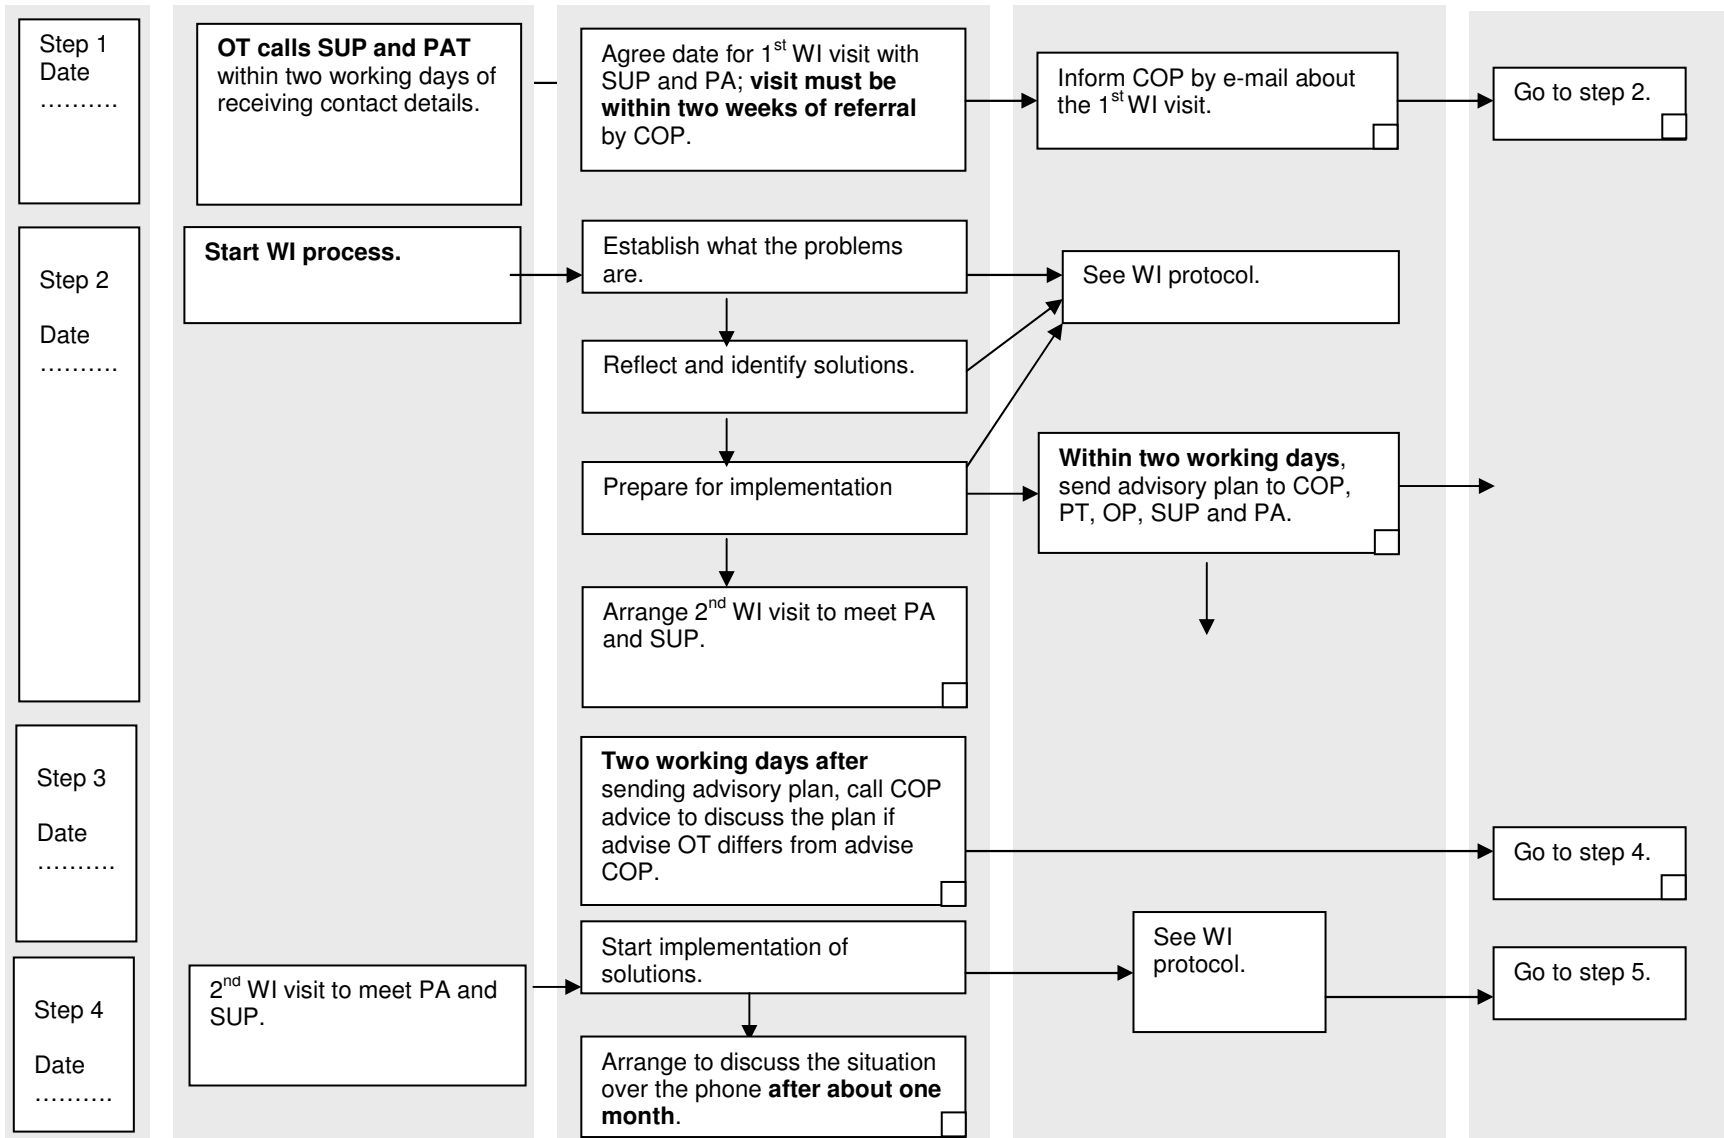 Step 1
Date
……….
OT calls SUP and PAT
within two working days of
receiving contact details.
Agree date for 1st WI visit with
SUP and PA; visit must be
within two weeks of referral
by COP.
Inform COP by e-mail about
the 1st WI visit.
Go to step 2.
Step 2
Date
……….
Start WI process.
Establish what the problems
are.
See WI protocol.
Reflect and identify solutions.
Prepare for implementation
Within two working days,
send advisory plan to COP,
PT, OP, SUP and PA.
Arrange 2nd WI visit to meet PA
and SUP.
Step 3
Date
……….
Two working days after
sending advisory plan, call COP
advice to discuss the plan if
advise OT differs from advise
COP.
Go to step 4.
Step 4
Date
……….
2nd WI visit to meet PA and
SUP.
Start implementation of
solutions.
See WI
protocol.
Go to step 5.
Arrange to discuss the situation
over the phone after about one
month.